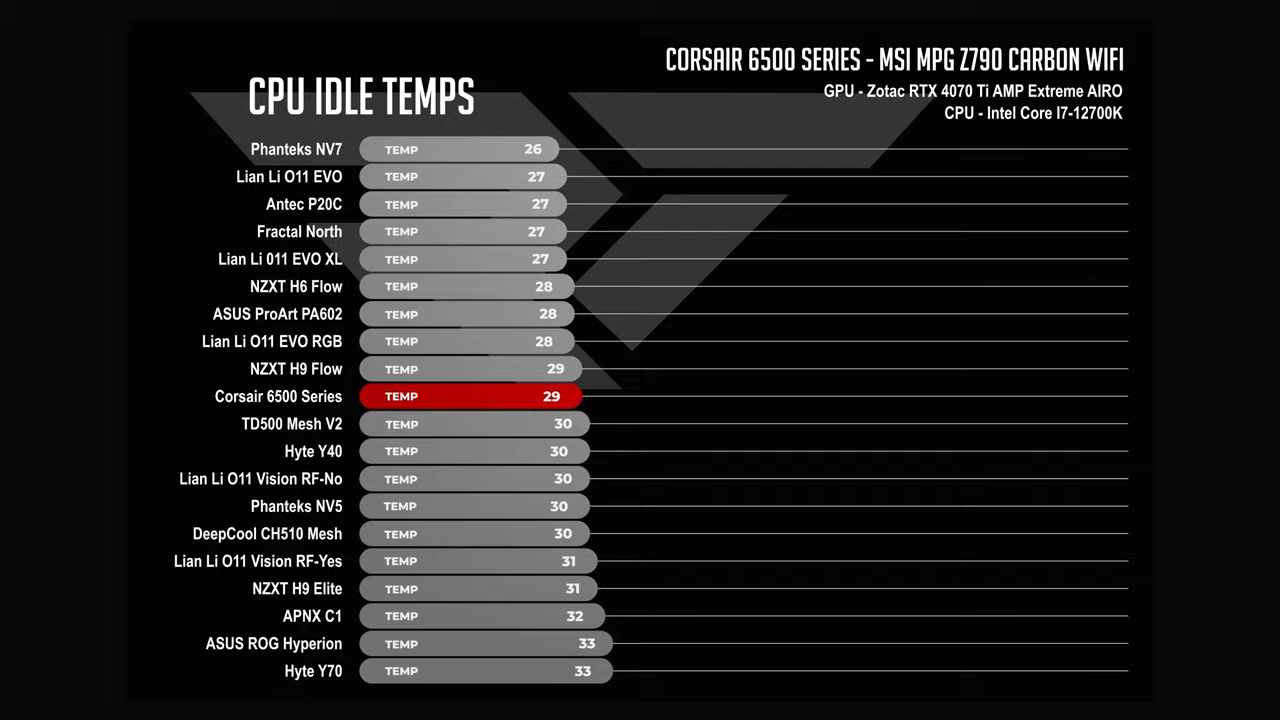 CORSAIR 6500 SERIES - MSI MPG Z790 CARBON WIFI
GPU - Zotac RTX 4070 Ti AMP Extreme AIRO
CPU - Intel Core I7-12700K
CPU IDLE TEMPS
Phanteks NV7 TEMP 26
Lian Li O11 EVO TEMP 27
Antec P20C TEMP 27
Fractal North TEMP 27
Lian Li 011 EVO XL TEMP 27
NZXT H6 Flow TEMP 28
ASUS ProArt PA602 TEMP 28
Lian Li O11 EVO RGB TEMP 28
NZXT H9 Flow TEMP 29
Corsair 6500 Series TEMP 29
TD500 Mesh V2 TEMP 30
Hyte Y40 TEMP 30
Lian Li O11 Vision RF-No TEMP 30
Phanteks NV5 TEMP 30
DeepCool CH510 Mesh TEMP 30
Lian Li O11 Vision RF-Yes TEMP 31
NZXT H9 Elite TEMP 31
APNX C1 TEMP 32
ASUS ROG Hyperion TEMP 33
Hyte Y70 TEMP 33